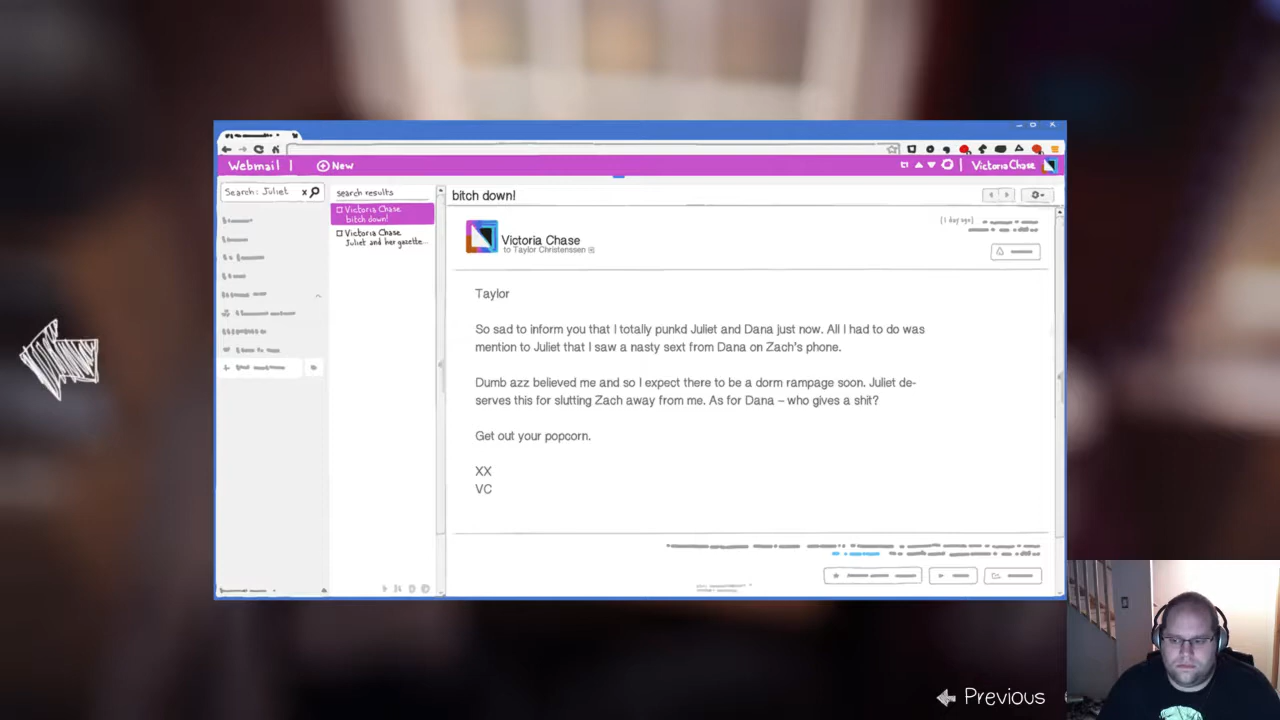 Webmail |
New
Victoria Chase
Search: Juliet x
search results
Victoria Chase
bitch down!
Victoria Chase
Juliet and her gazette...
bitch down!
Victoria Chase
to Taylor Christenssen
(1 day ago)
Taylor
So sad to inform you that I totally punkd Juliet and Dana just now. All I had to do was
mention to Juliet that I saw a nasty sext from Dana on Zach's phone.
Dumb azz believed me and so I expect there to be a dorm rampage soon. Juliet de-
serves this for slutting Zach away from me. As for Dana – who gives a shit?
Get out your popcorn.
XX
VC
Previous